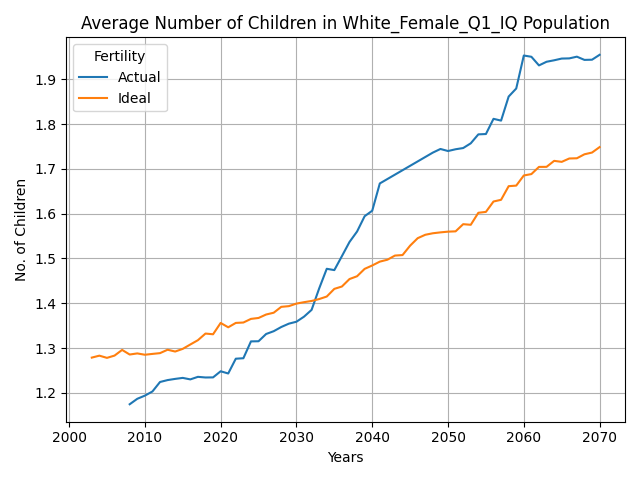 Average Number of Children in White_Female_Q1_IQ Population
Fertility
Actual
Ideal
No. of Children
1.9
1.8
1.7
1.6
1.5
1.4
1.3
1.2
2000 2010 2020 2030 2040 2050 2060 2070
Years